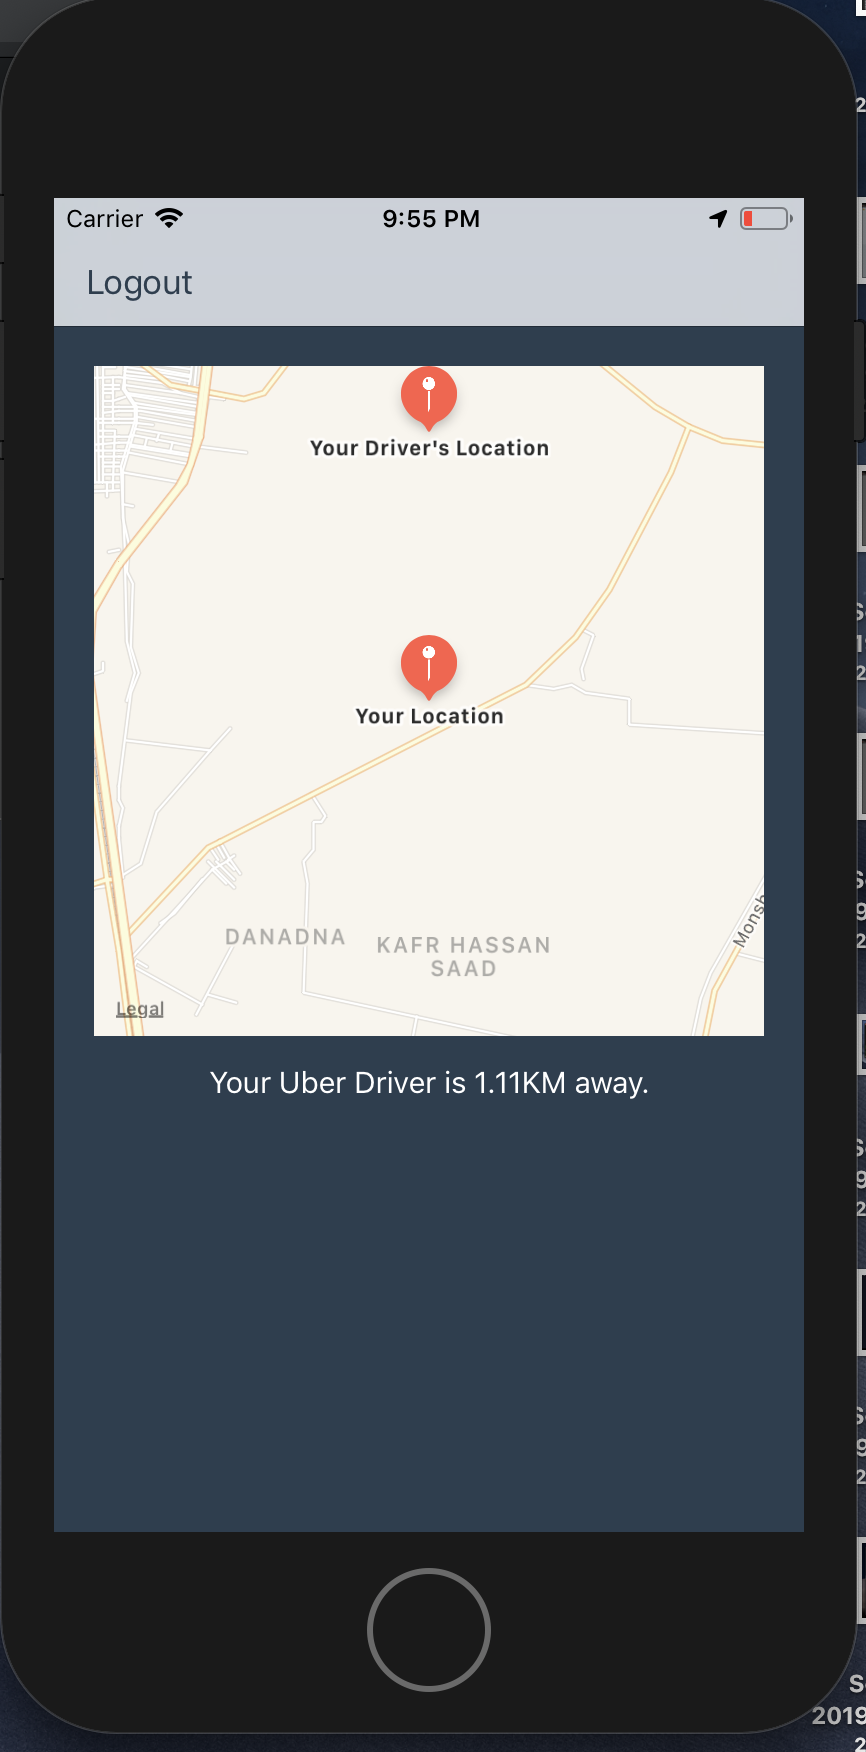 Carrier 9:55 PM
Logout
Your Driver's Location
Your Location
DANADNA
KAFR HASSAN
SAAD
Legal
Your Uber Driver is 1.11KM away.
2019